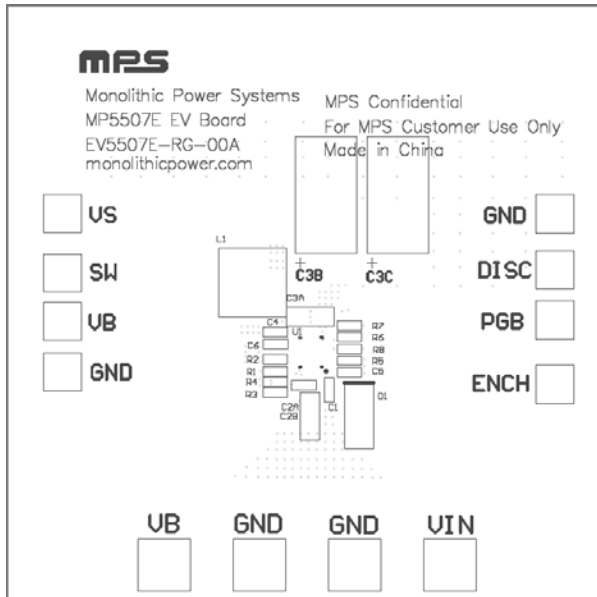 mps
Monolithic Power Systems
MP5507E EV Board
EV5507E-RG-00A
monolithicpower.com
MPS Confidential
For MPS Customer Use Only
Made in China
VS
SW
VB
GND
GND
DISC
PGB
ENCH
L1
+
C3B
+
C3C
C3A
C4
U1
C6
R2
R1
R4
R3
R7
R6
R8
R5
C5
C2A
C2B
C1
D1
VB
GND
GND
VIN